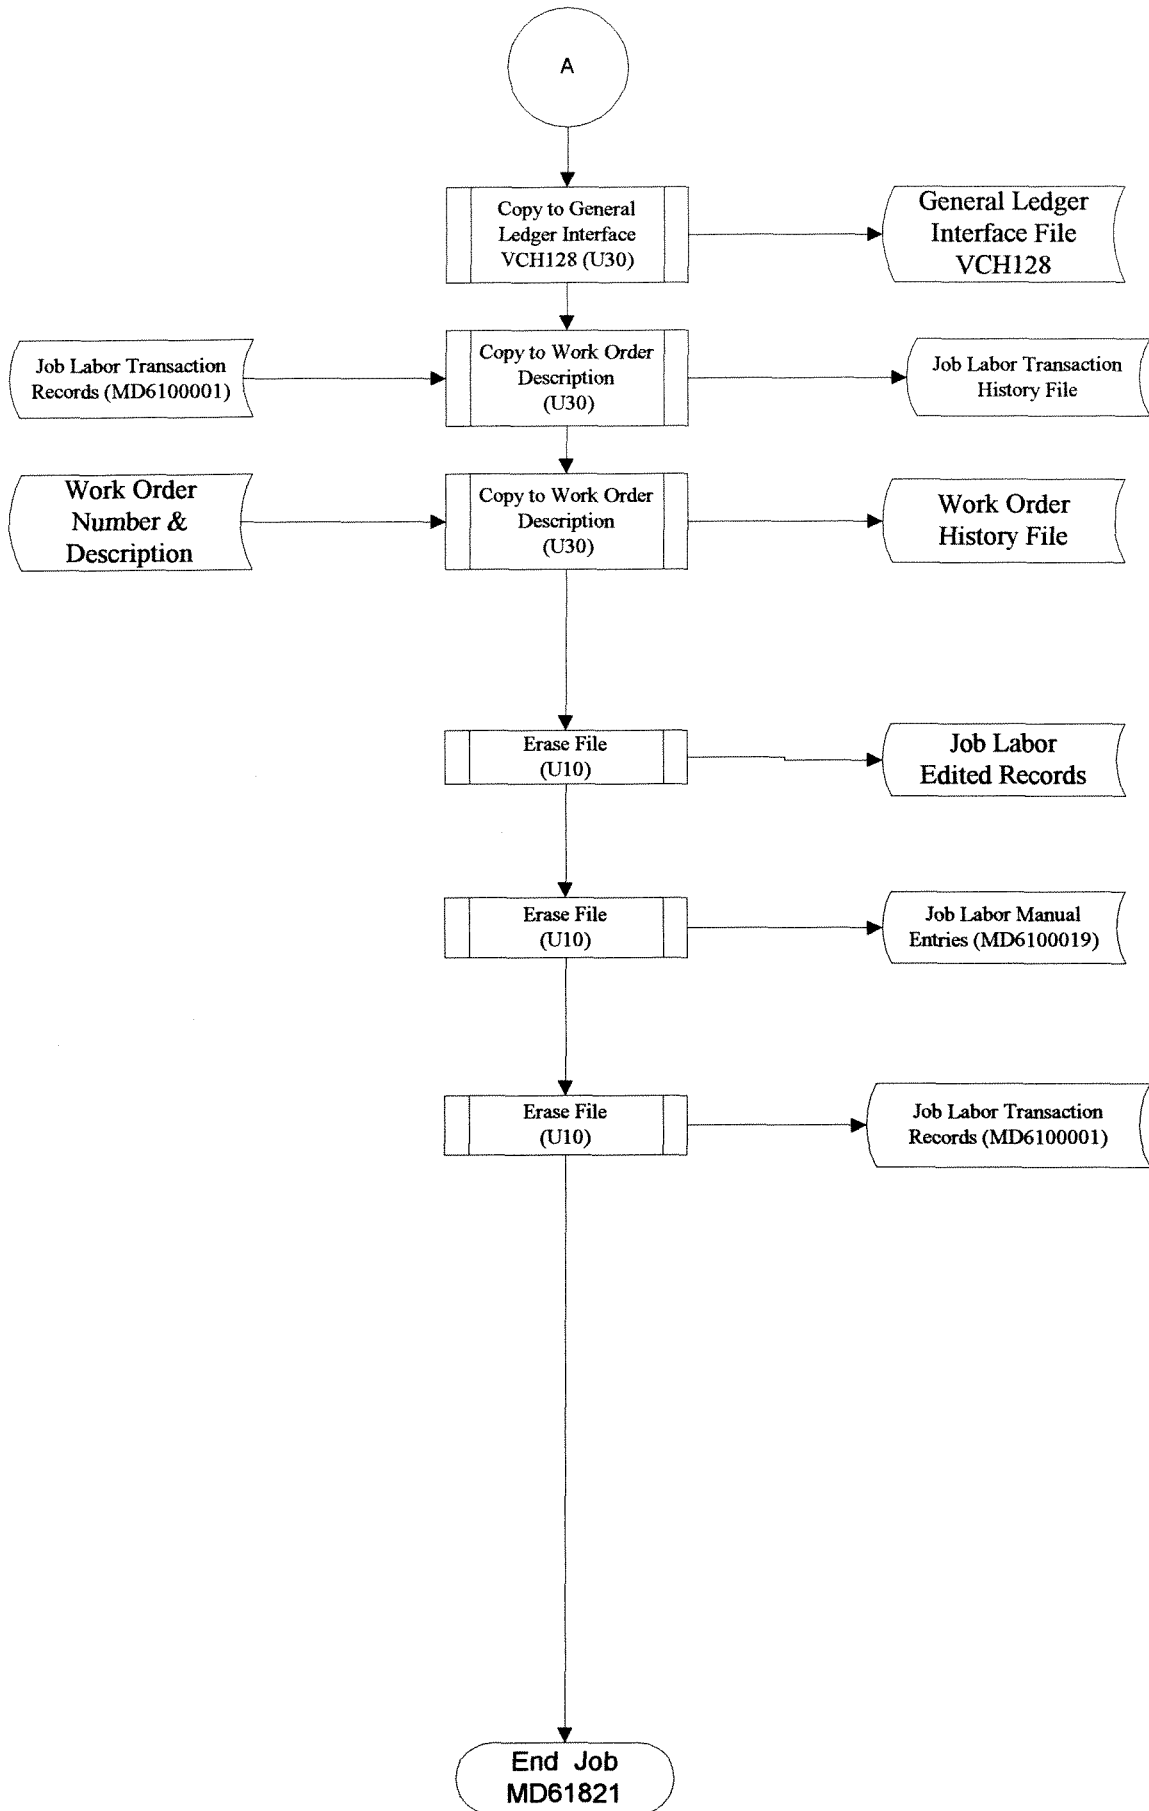 A
Copy to General
Ledger Interface
VCH128 (U30)
General Ledger
Interface File
VCH128
Job Labor Transaction
Records (MD6100001)
Copy to Work Order
Description
(U30)
Job Labor Transaction
History File
Work Order
Number &
Description
Copy to Work Order
Description
(U30)
Work Order
History File
Erase File
(U10)
Job Labor
Edited Records
Erase File
(U10)
Job Labor Manual
Entries (MD6100019)
Erase File
(U10)
Job Labor Transaction
Records (MD6100001)
End Job
MD61821